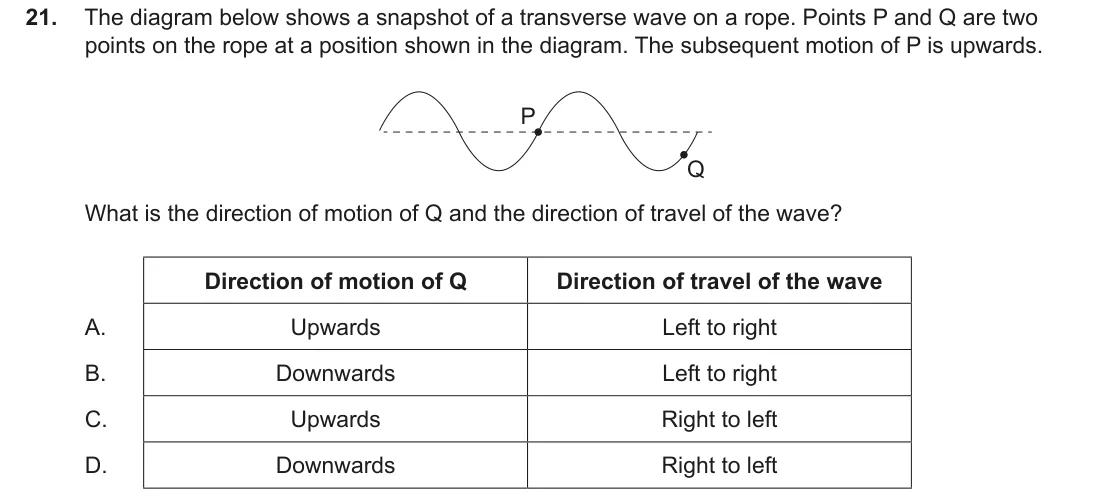 21. The diagram below shows a snapshot of a transverse wave on a rope. Points P and Q are two
points on the rope at a position shown in the diagram. The subsequent motion of P is upwards.
P
Q
What is the direction of motion of Q and the direction of travel of the wave?
Direction of motion of Q Direction of travel of the wave
A. Upwards Left to right
B. Downwards Left to right
C. Upwards Right to left
D. Downwards Right to left